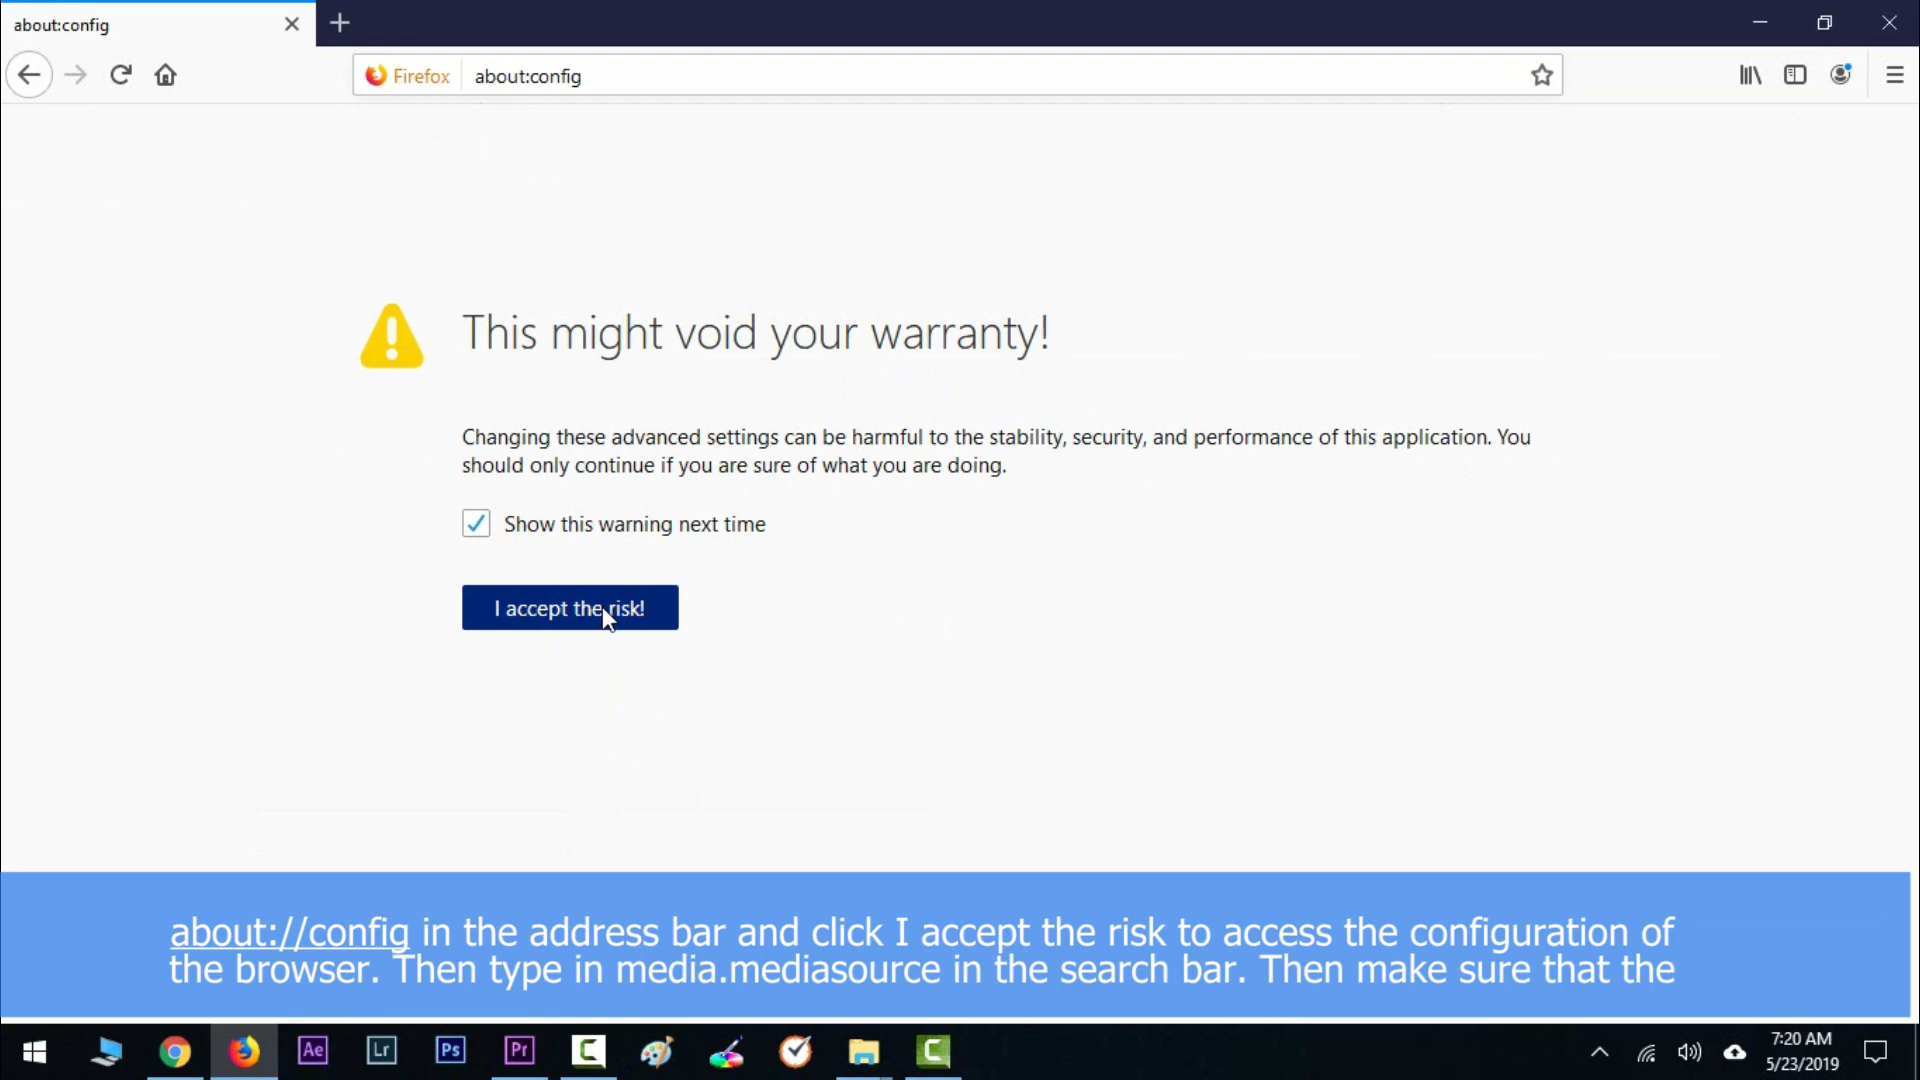 about:config
Firefox
about:config
This might void your warranty!
Changing these advanced settings can be harmful to the stability, security, and performance of this application. You
should only continue if you are sure of what you are doing.
Show this warning next time
I accept the risk!
about://config in the address bar and click I accept the risk to access the configuration of
the browser. Then type in media.mediasource in the search bar. Then make sure that the
Ae
Lr
Ps
Pr
7:20 AM
5/23/2019